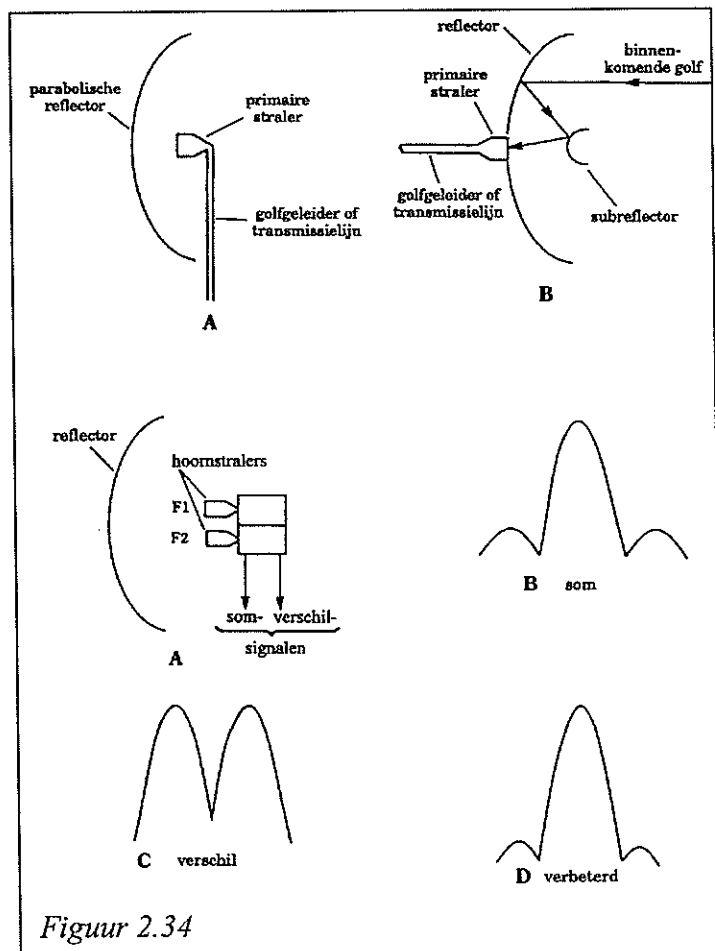 parabolische
reflector
primaire
straler
golfgeleider of
transmissielijn
A
reflector
primaire
straler
binnen-
komende golf
golfgeleider of
transmissielijn
subreflector
B
reflector
hoornstralers
F1
F2
som- verschil-
signalen
A
B som
C verschil
D verbeterd
Figuur 2.34